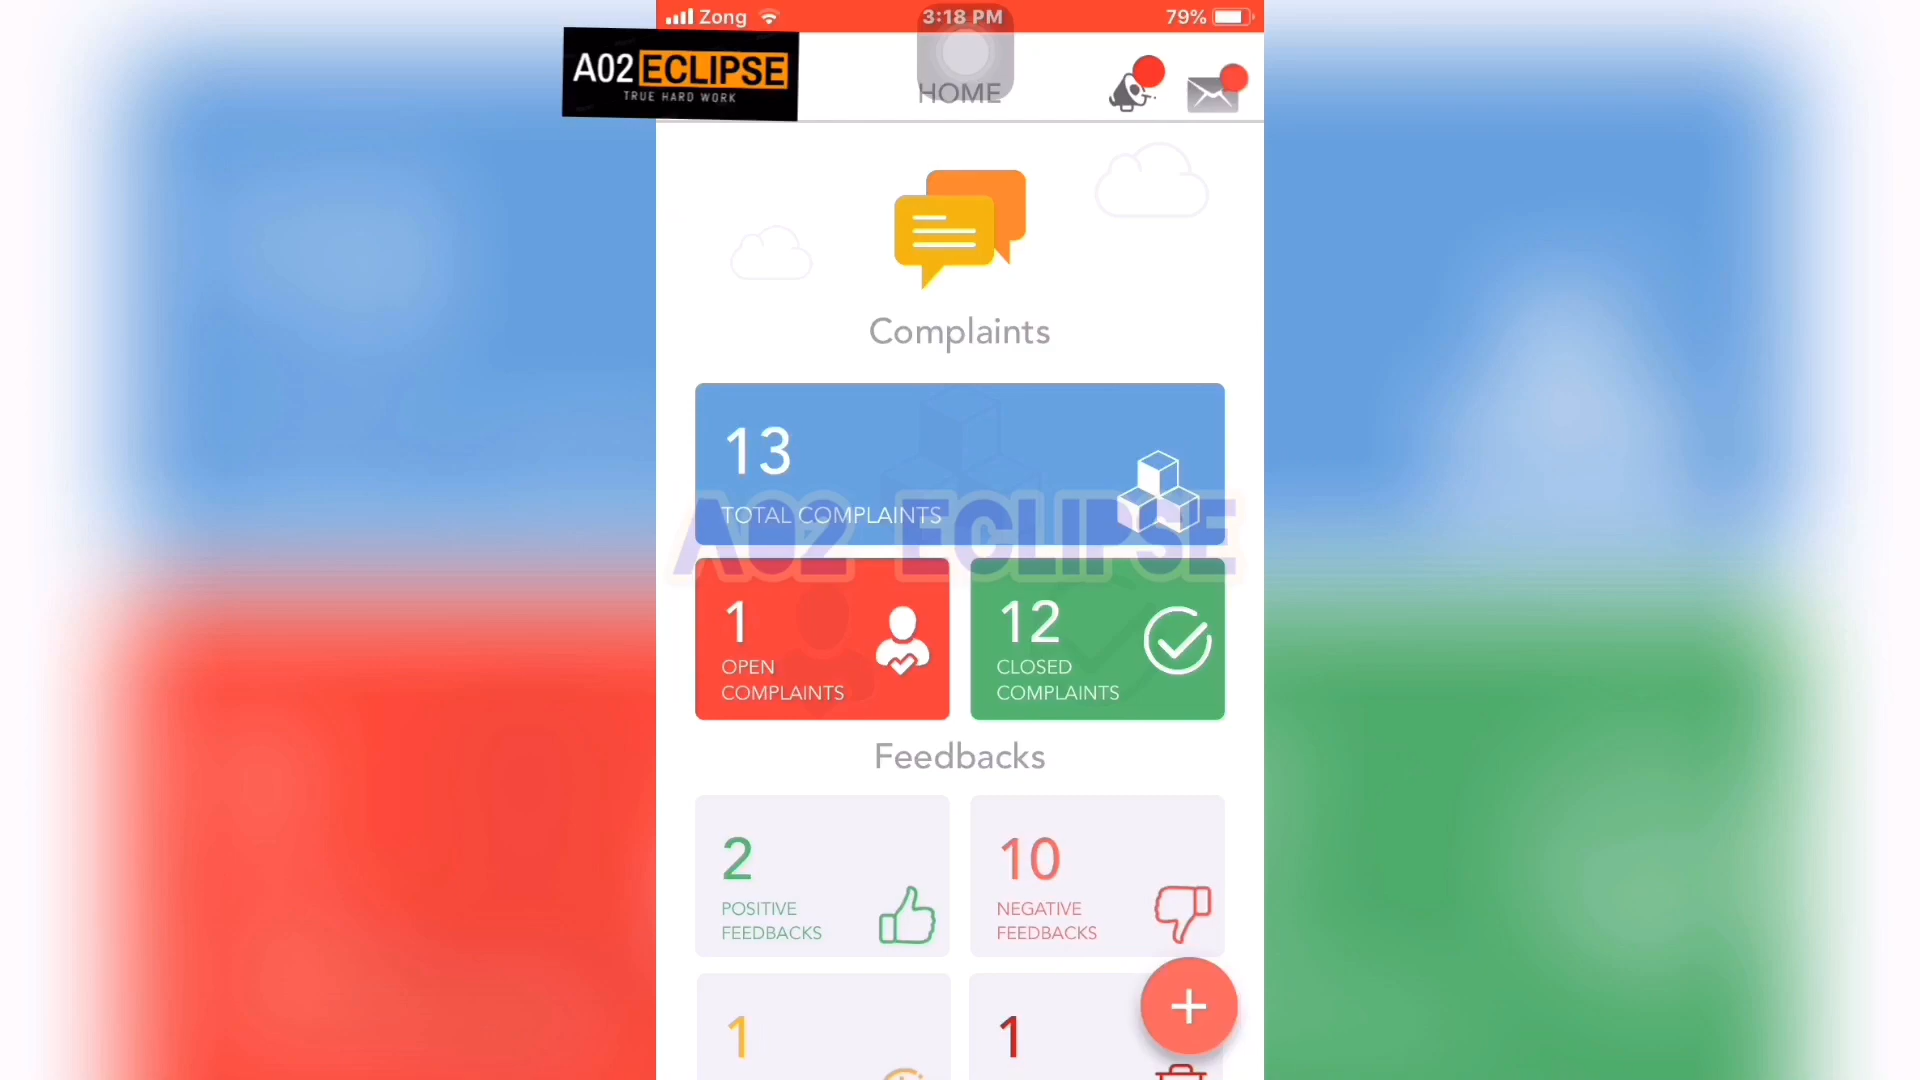 Zong
3:18 PM
79%
A02 ECLIPSE
TRUE HARD WORK
HOME
Complaints
13
TOTAL COMPLAINTS
A02 ECLIPSE
1
OPEN
COMPLAINTS
12
CLOSED
COMPLAINTS
Feedbacks
2
POSITIVE
FEEDBACKS
10
NEGATIVE
FEEDBACKS
1
1